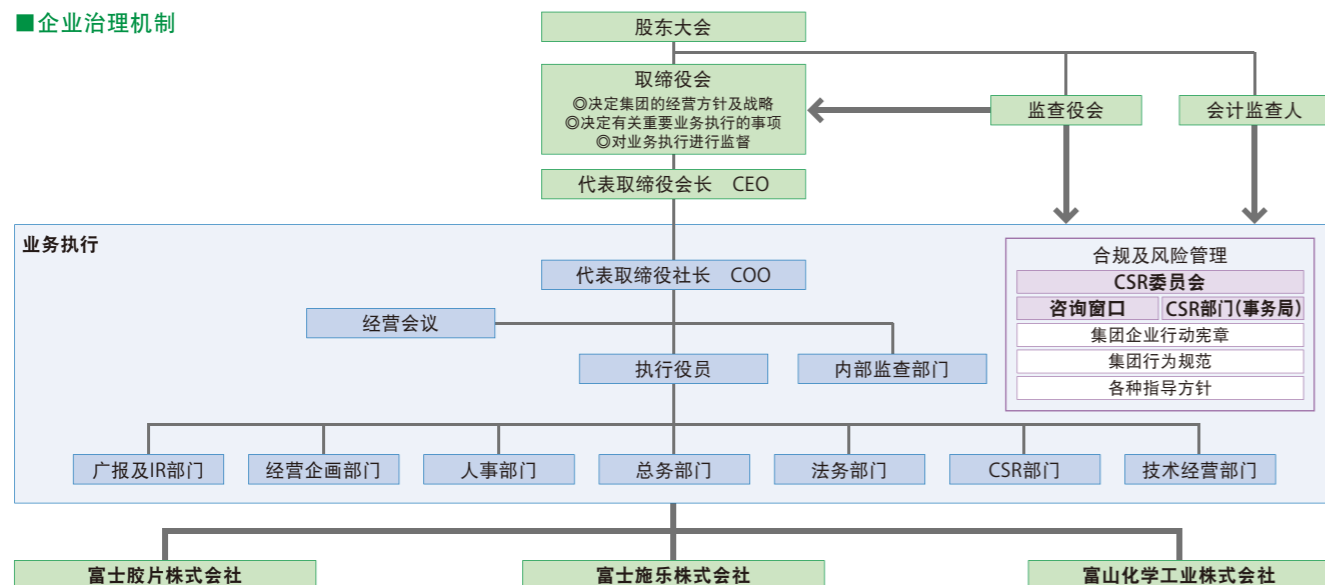 ■企业治理机制
股东大会
取缔役会
◎决定集团的经营方针及战略
◎决定有关重要业务执行的事项
◎对业务执行进行监督
监查役会
会计监查人
代表取缔役会长 CEO
业务执行
代表取缔役社长 COO
经营会议
执行役员
内部监查部门
合规及风险管理
CSR委员会
咨询窗口
CSR部门(事务局)
集团企业行动宪章
集团行为规范
各种指导方针
广报及IR部门
经营企画部门
人事部门
总务部门
法务部门
CSR部门
技术经营部门
富士胶片株式会社
富士施乐株式会社
富山化学工业株式会社